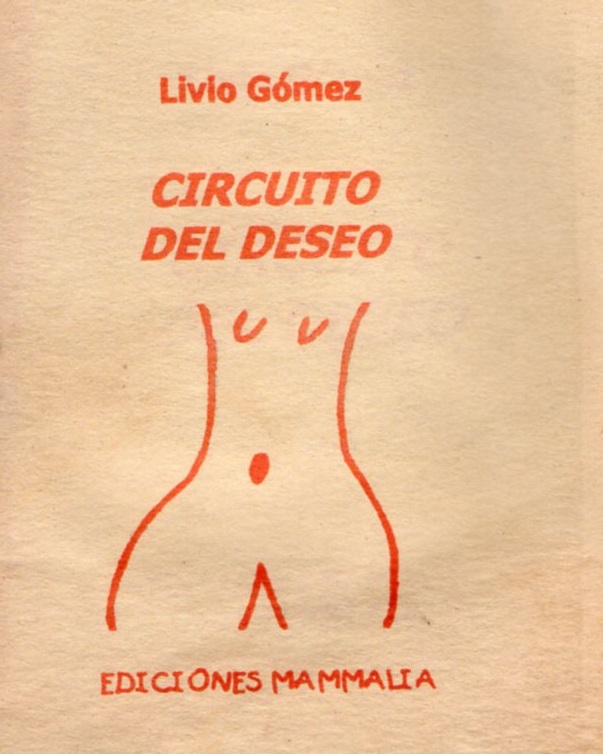 Livio Gómez
CIRCUITO
DEL DESEO
EDICIONES MAMMALIA